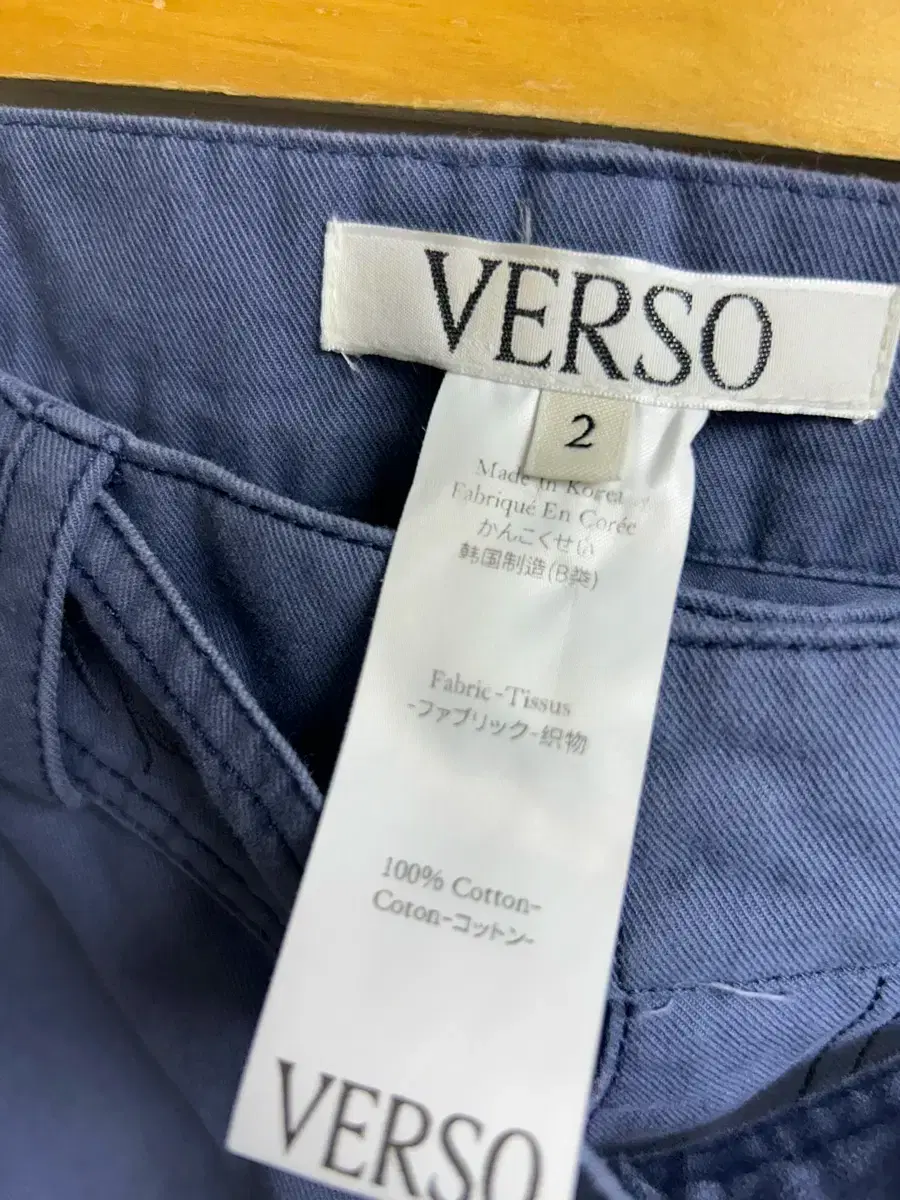 VERSO
2
Made in Korea
Fabriqué En Corée
かんこくせい
韩国制造(B类)
Fabric-Tissus
-ファブリック-织物
100% Cotton-
Coton-コットン-
VERSO